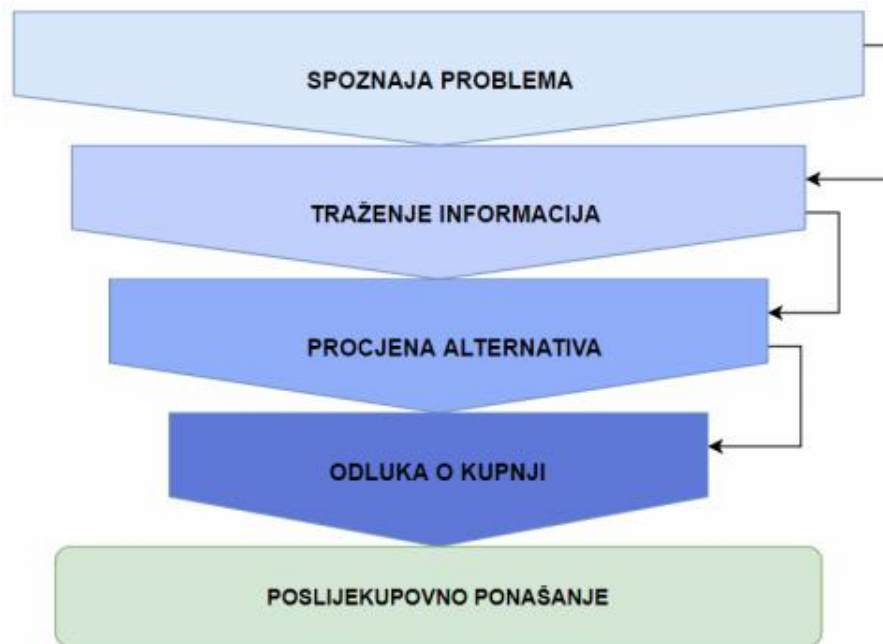 SPOZNAJA PROBLEMA
TRAŽENJE INFORMACIJA
PROCJENA ALTERNATIVA
ODLUKA O KUPNJI
POSLIJEKUPOVNO PONAŠANJE